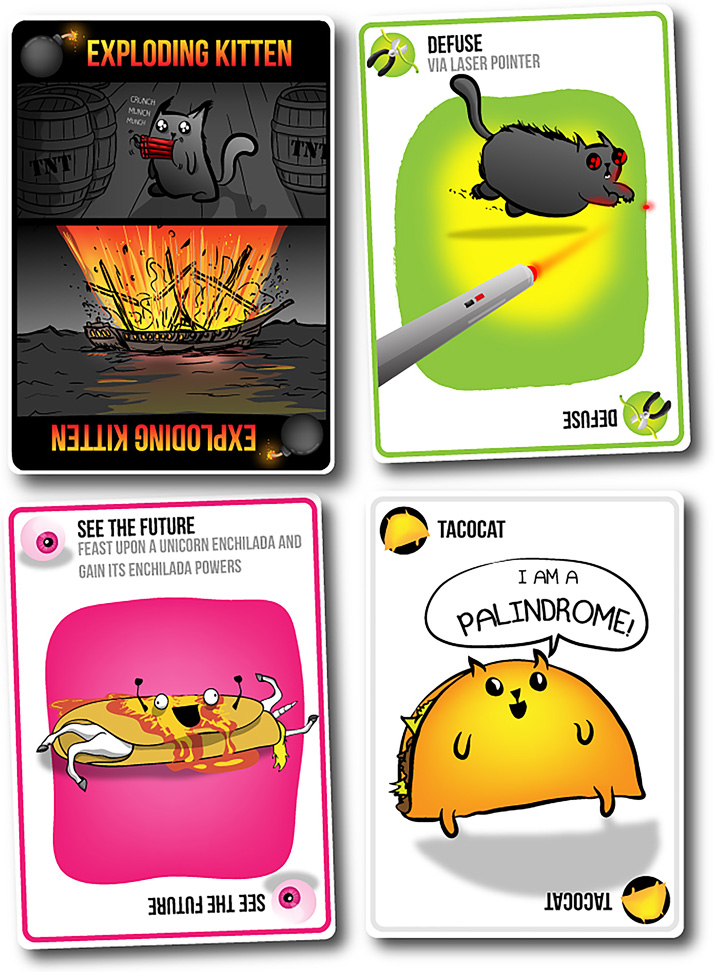 EXPLODING KITTEN
CRUNCH
MUNCH
MUNCH
TNT
TNT
EXPLODING KITTEN
DEFUSE
VIA LASER POINTER
DEFUSE
SEE THE FUTURE
FEAST UPON A UNICORN ENCHILADA AND
GAIN ITS ENCHILADA POWERS
SEE THE FUTURE
TACOCAT
I AM A
PALINDROME!
TACOCAT